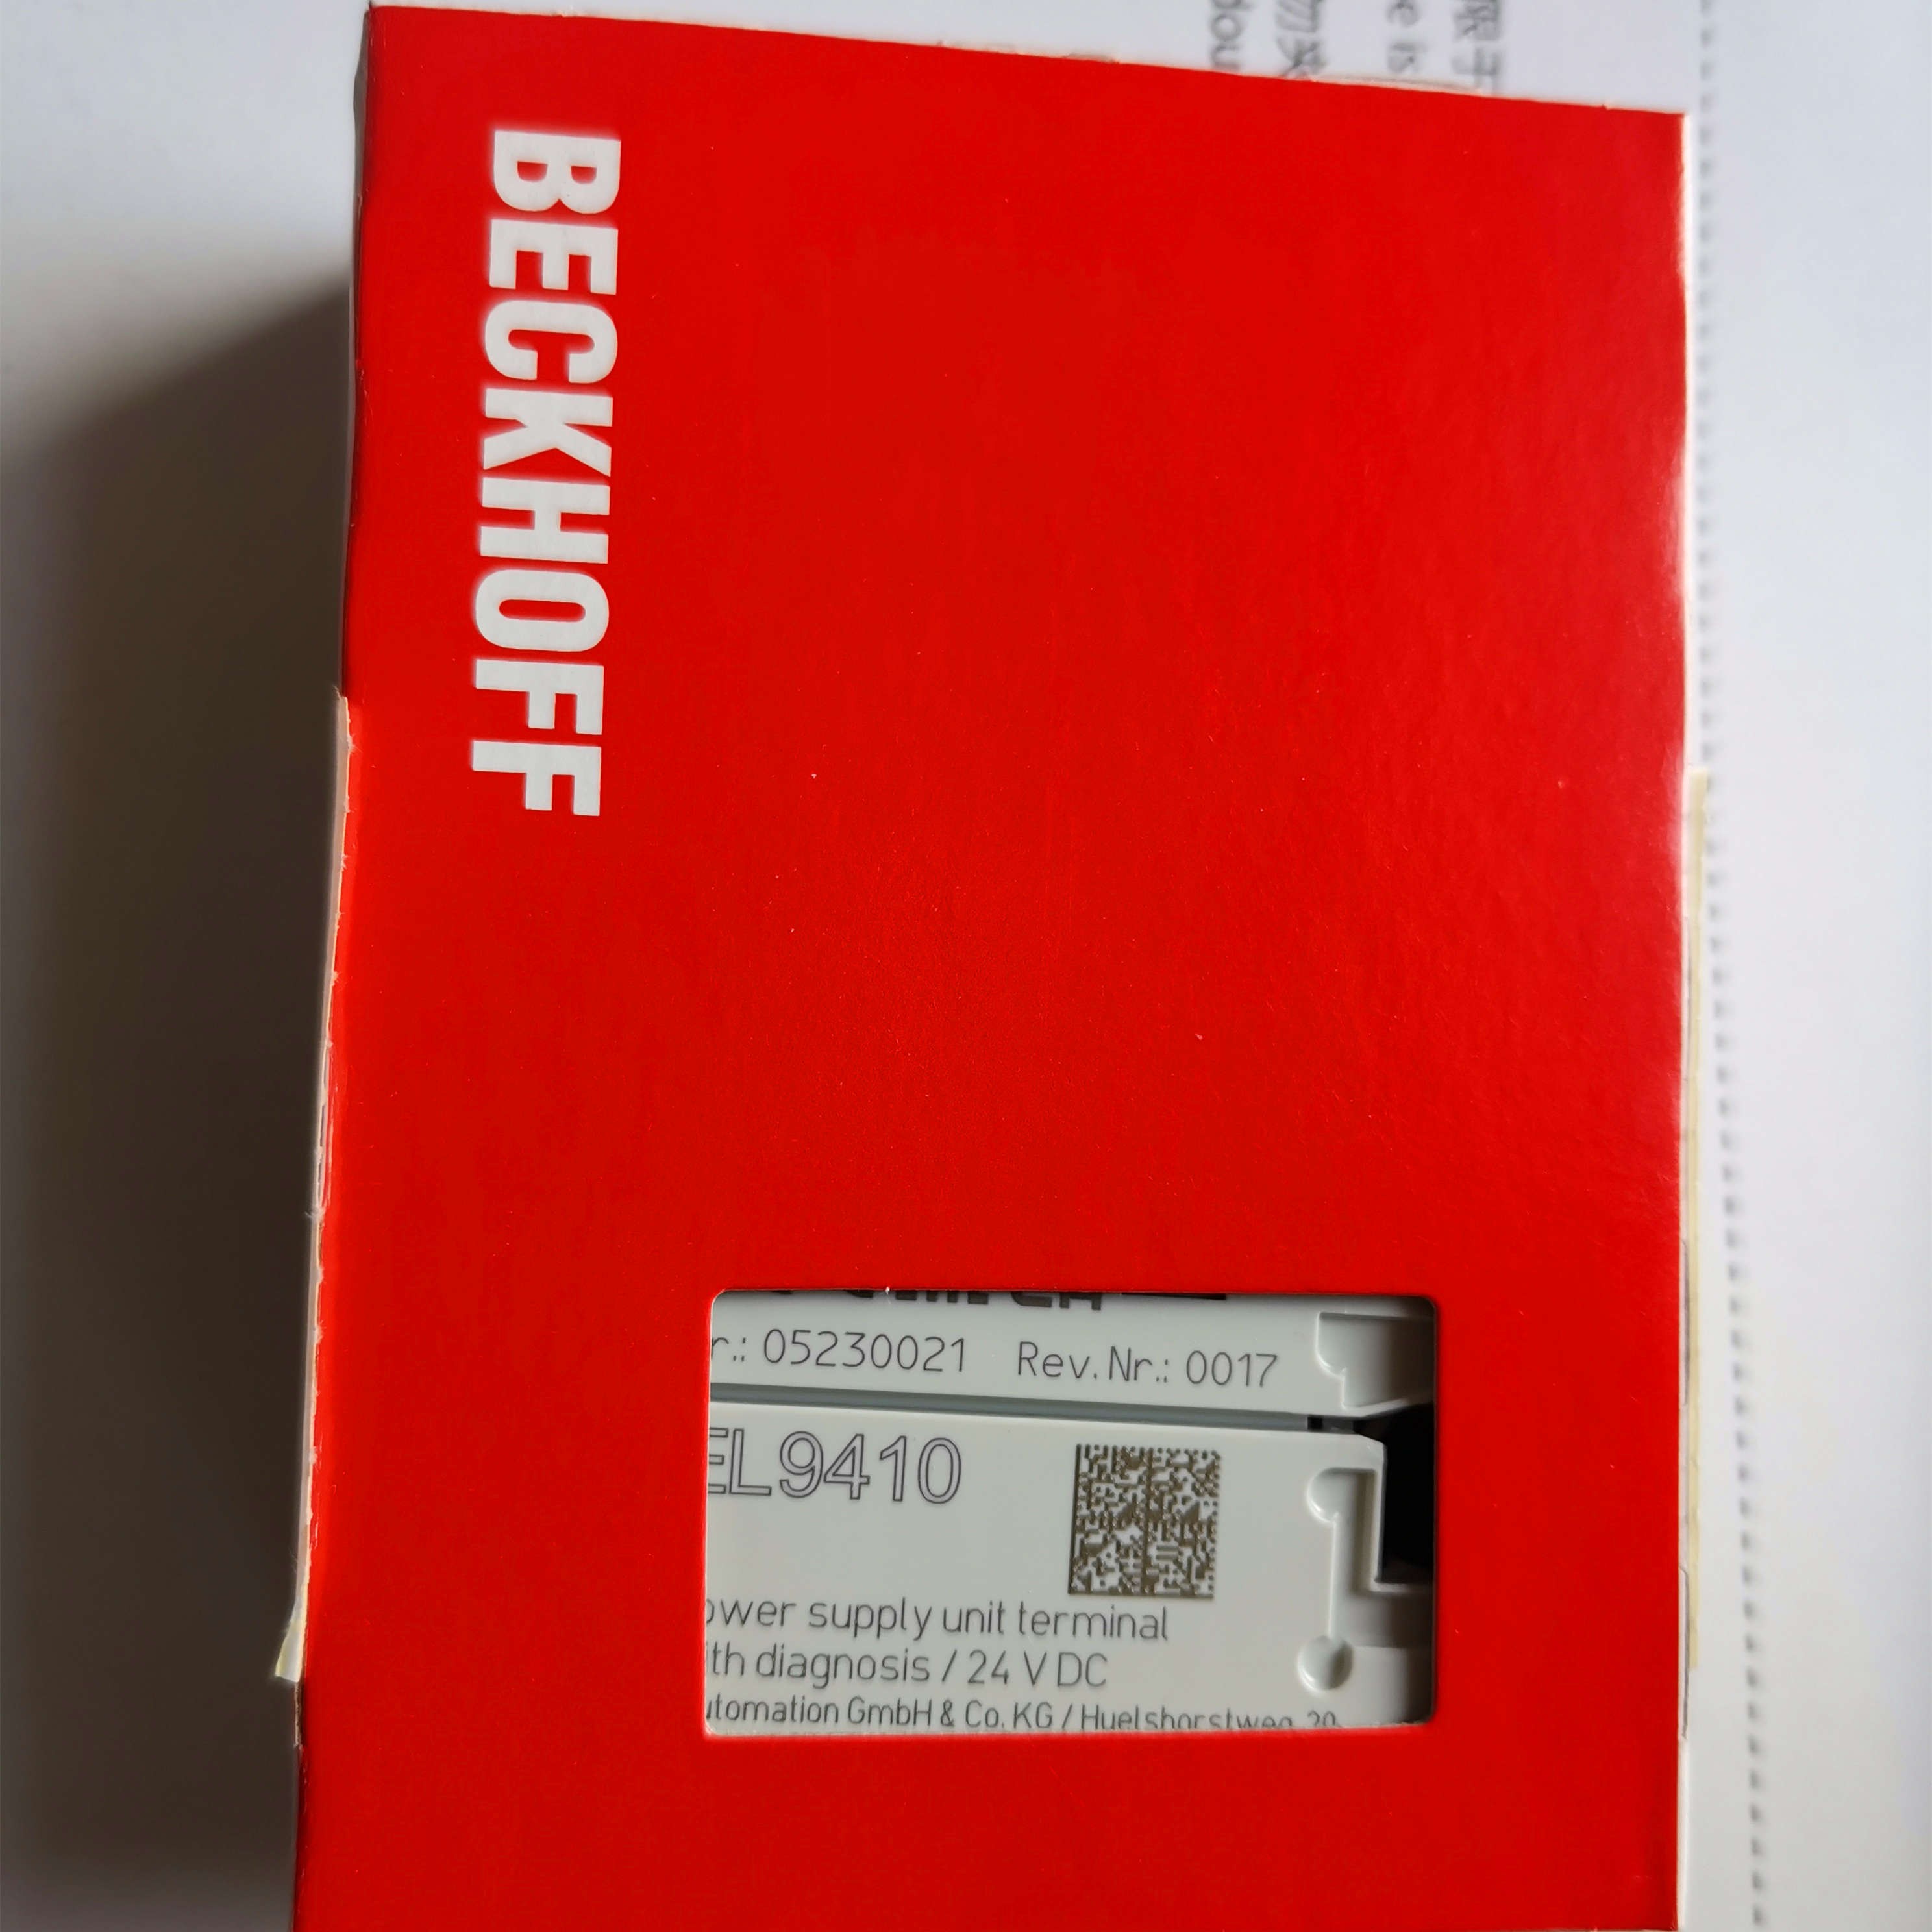 BECKHOFF
r.: 05230021 Rev.Nr.: 0017
EL9410
ower supply unit terminal
ith diagnosis / 24 V DC
utomation GmbH & Co. KG / Huelshorstweg 20